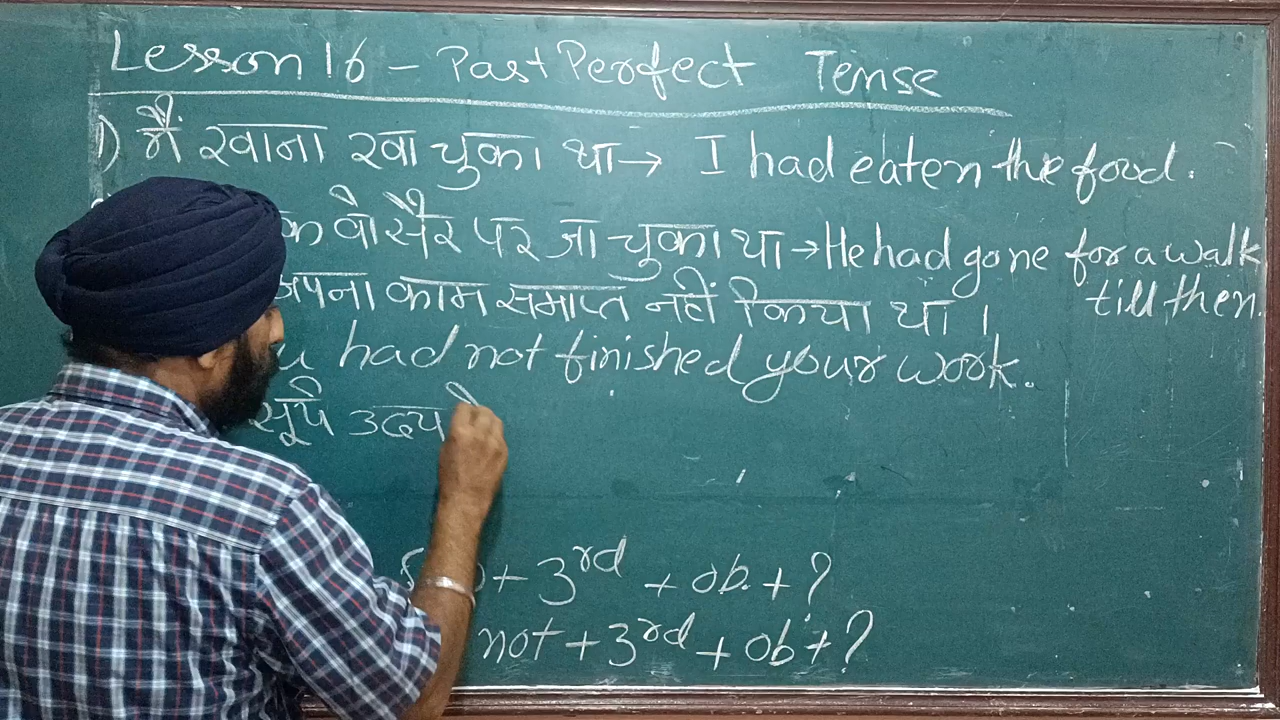 Lesson 16 - Past Perfect Tense
1) मैं खाना खा चुका था → I had eaten the food.
वो सैर पर जा चुका था → He had gone for a walk
till then.
अपना काम समाप्त नहीं किया था ।
had not finished your work.
सूर्य उदय
+ 3rd + ob. + ?
not + 3rd + ob + ?